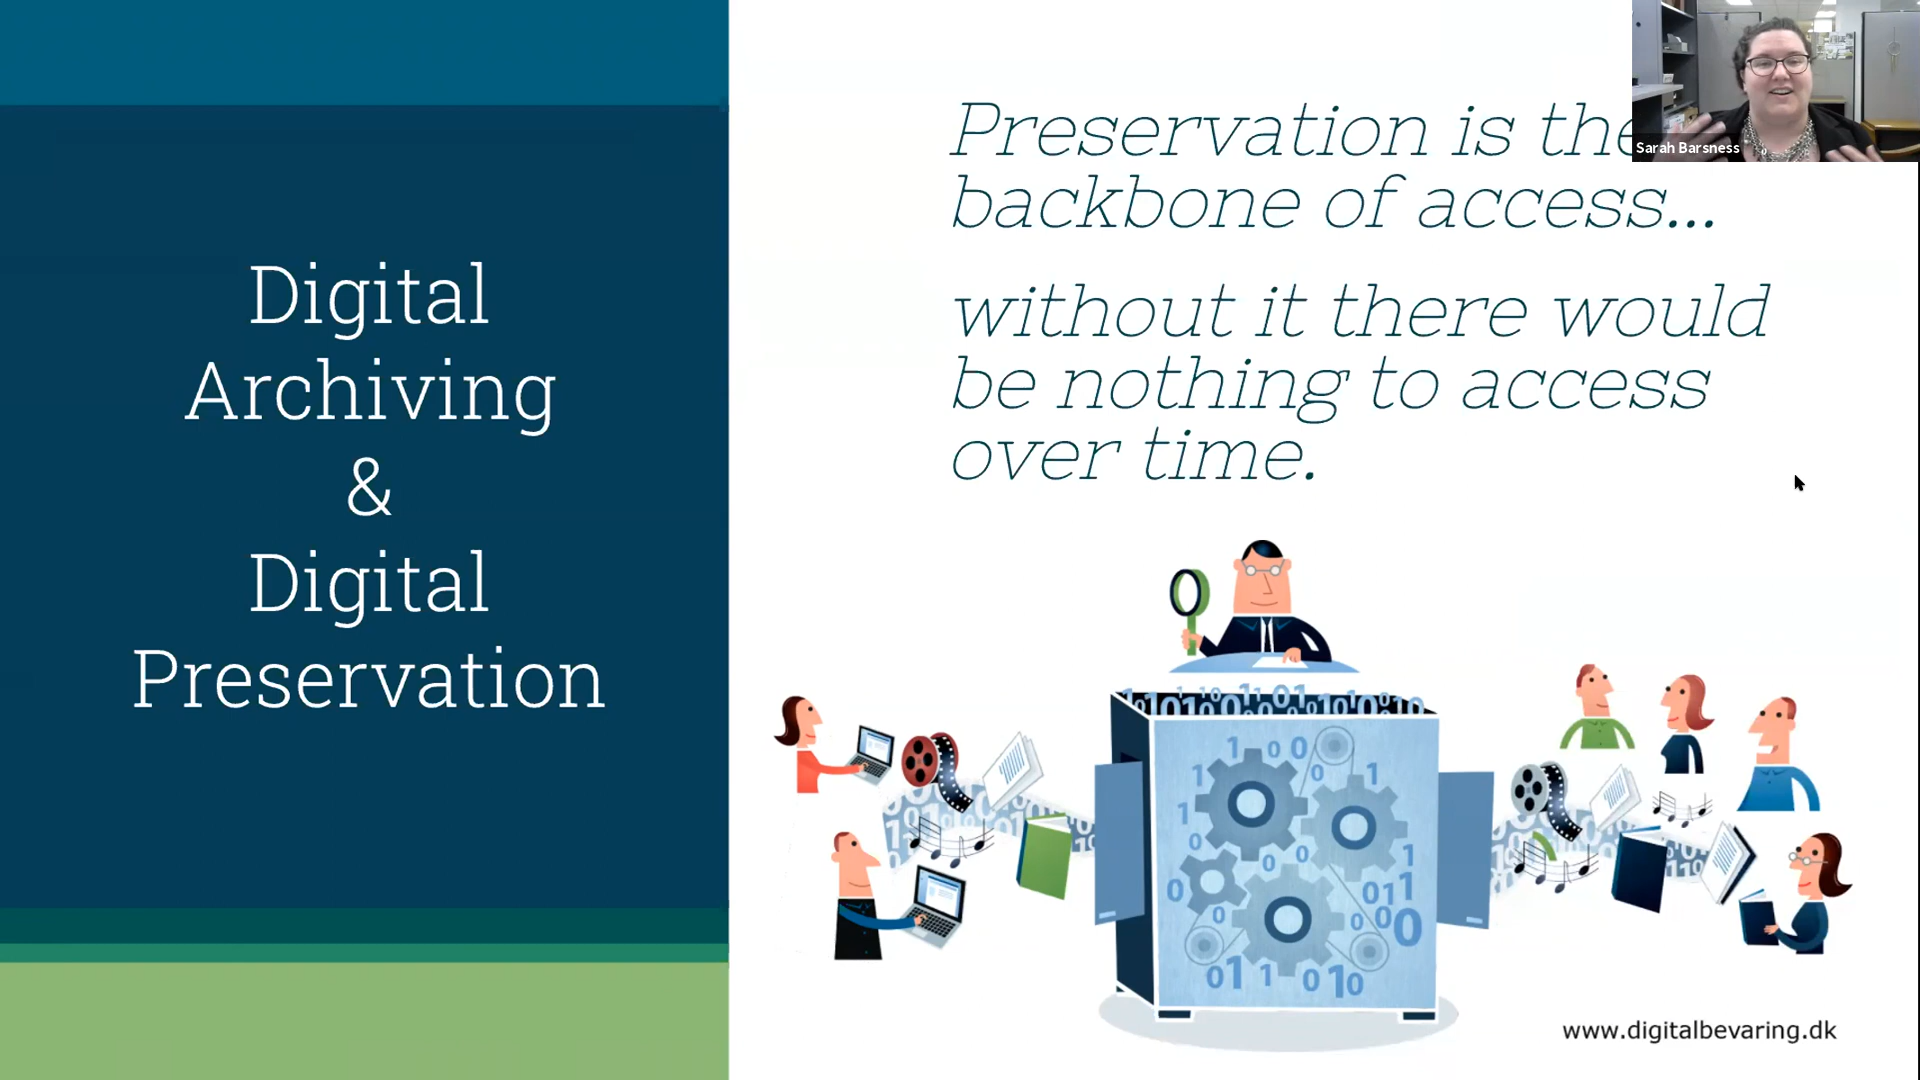 Digital
Archiving
&
Digital
Preservation
Preservation is the
backbone of access...
without it there would
be nothing to access
over time.
Sarah Barsness
www.digitalbevaring.dk